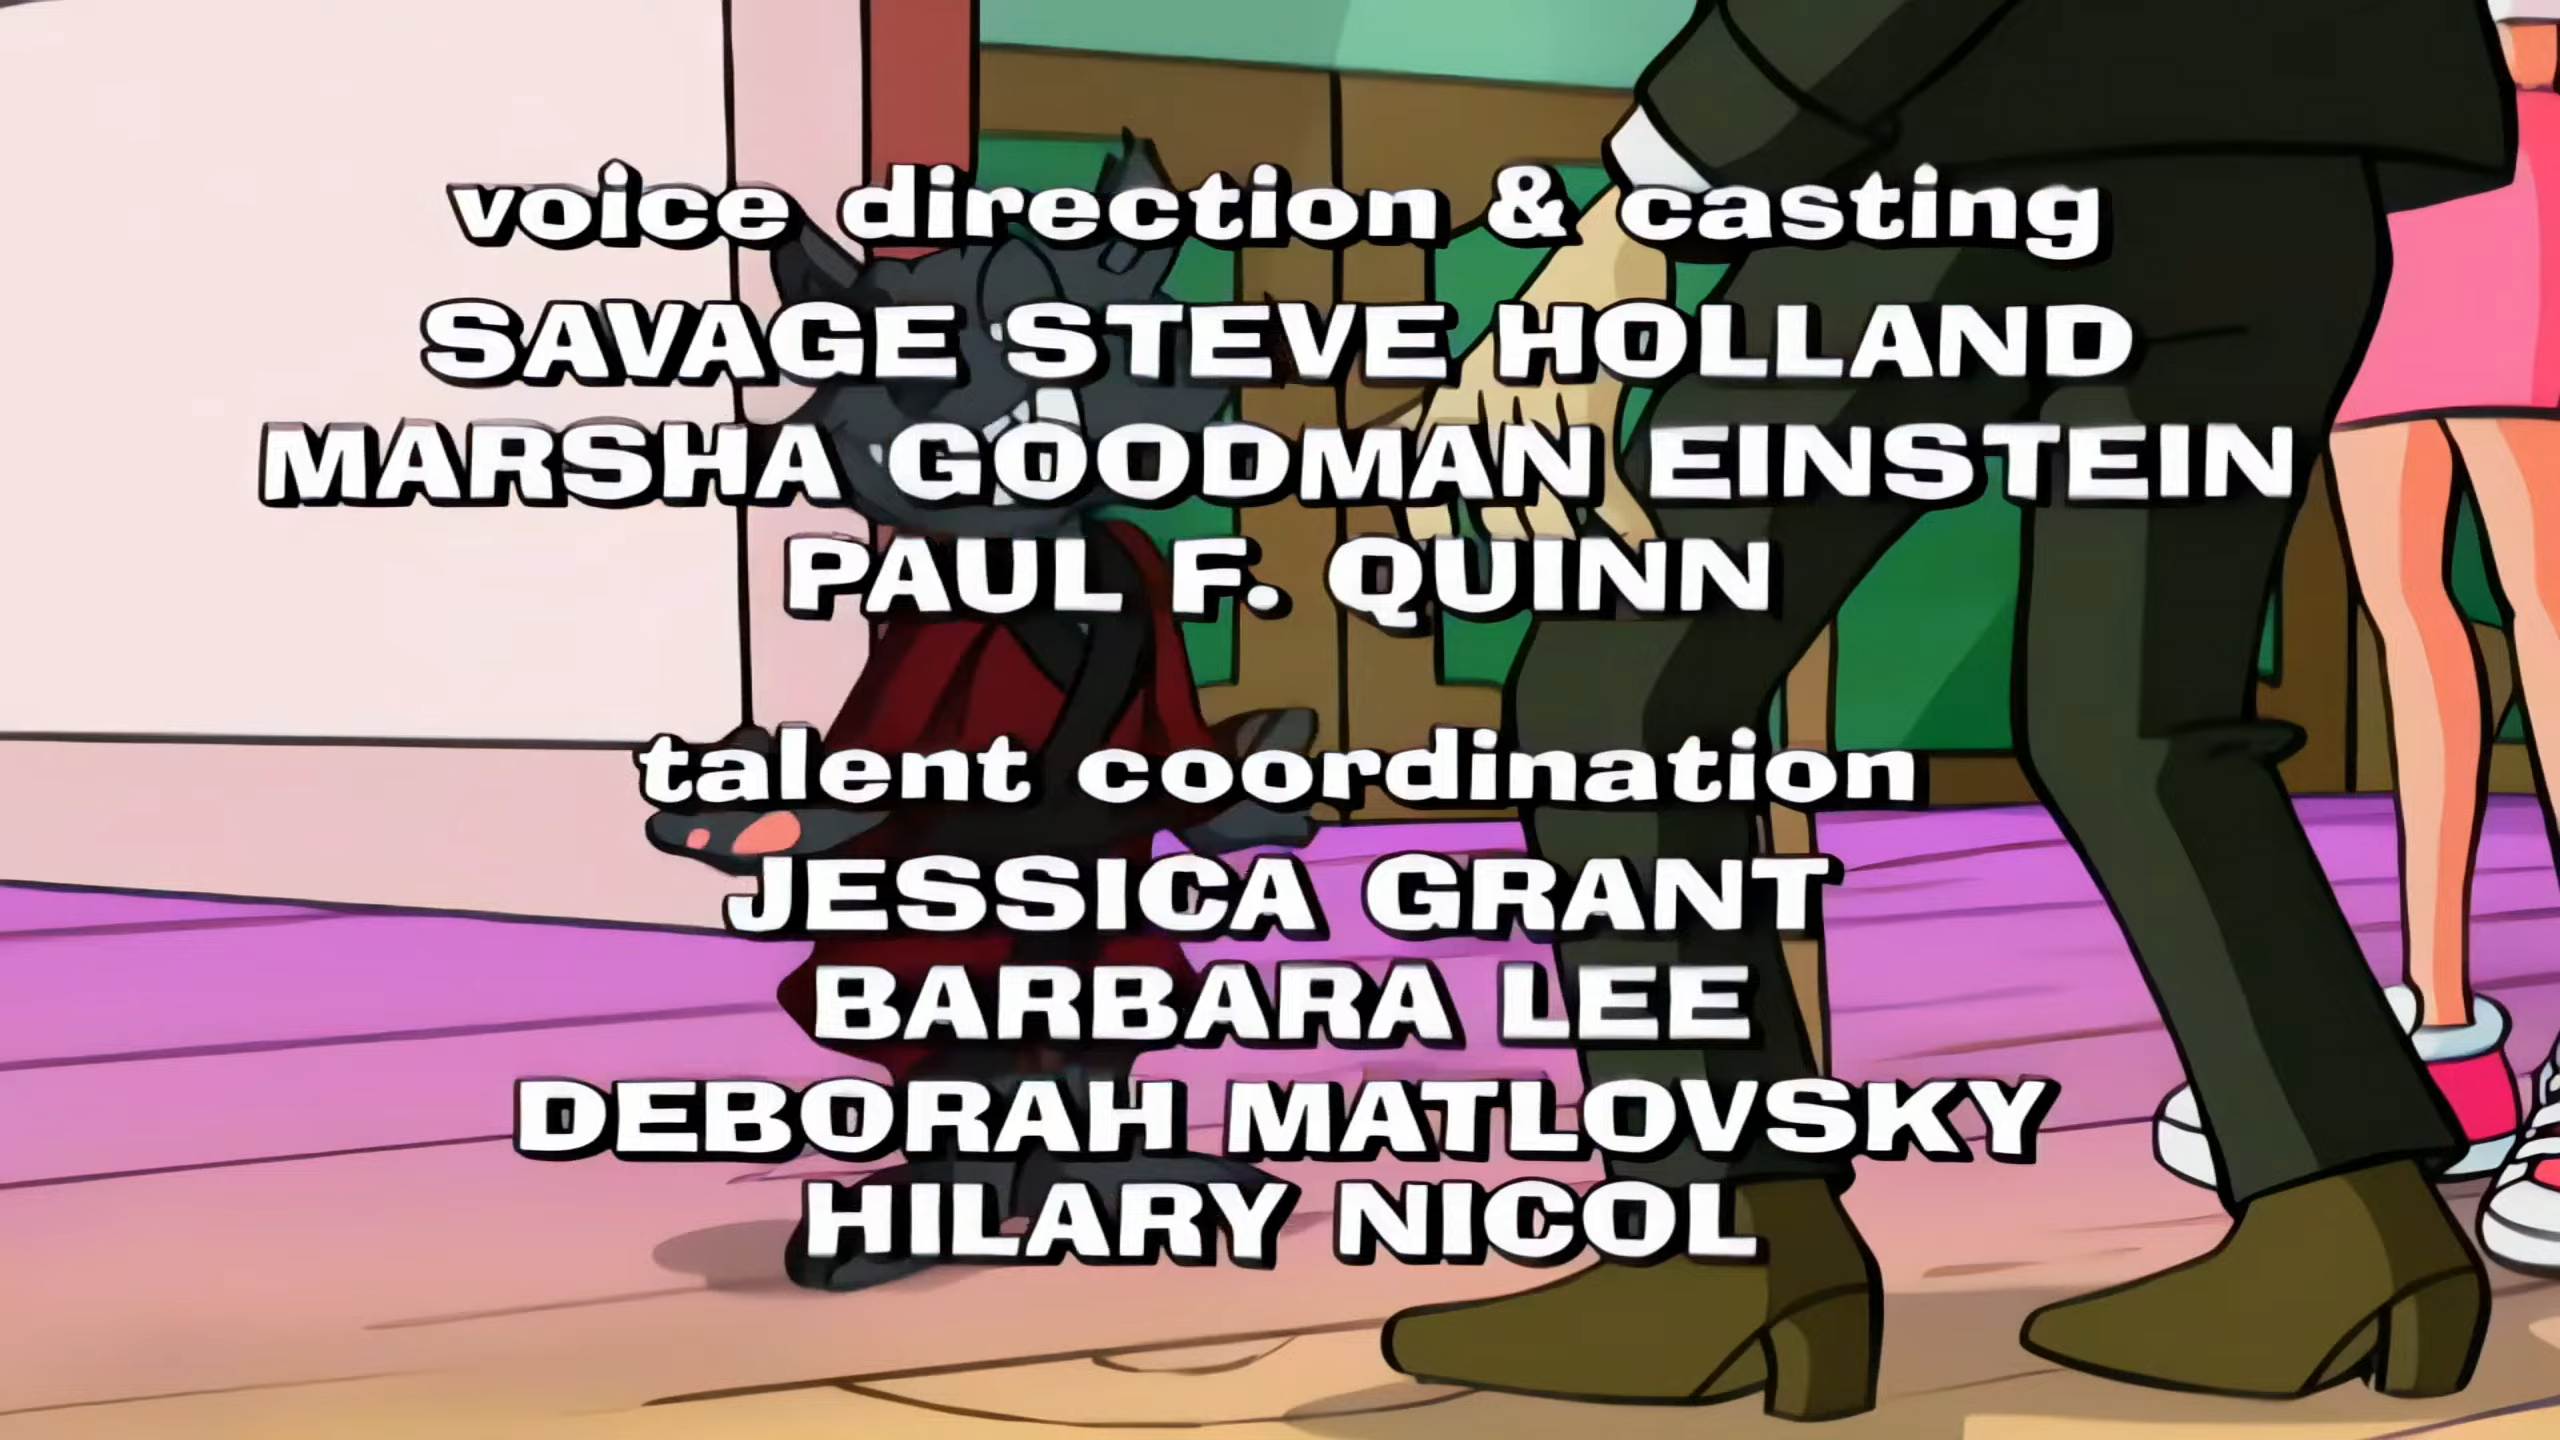 voice direction & casting
SAVAGE STEVE HOLLAND
MARSHA GOODMAN EINSTEIN
PAUL F. QUINN
talent coordination
JESSICA GRANT
BARBARA LEE
DEBORAH MATLOVSKY
HILARY NICOL